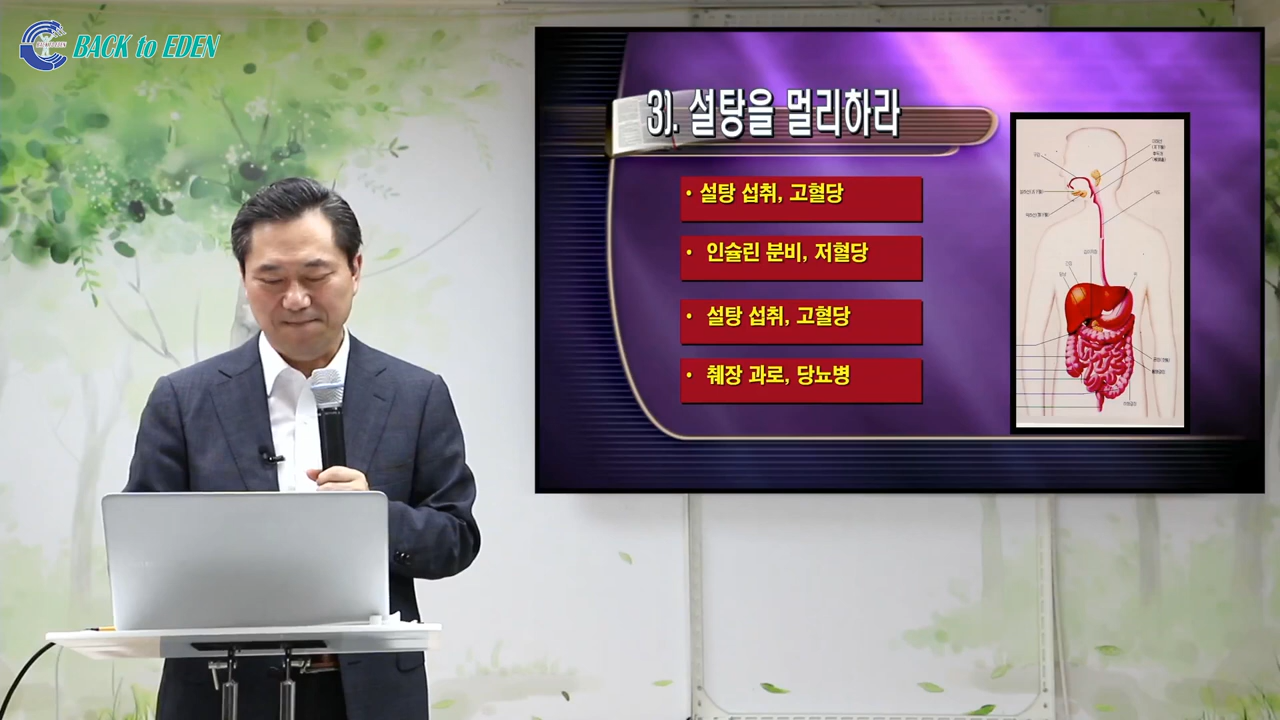 BACK to EDEN
3). 설탕을 멀리하라
• 설탕 섭취, 고혈당
• 인슐린 분비, 저혈당
• 설탕 섭취, 고혈당
• 췌장 과로, 당뇨병